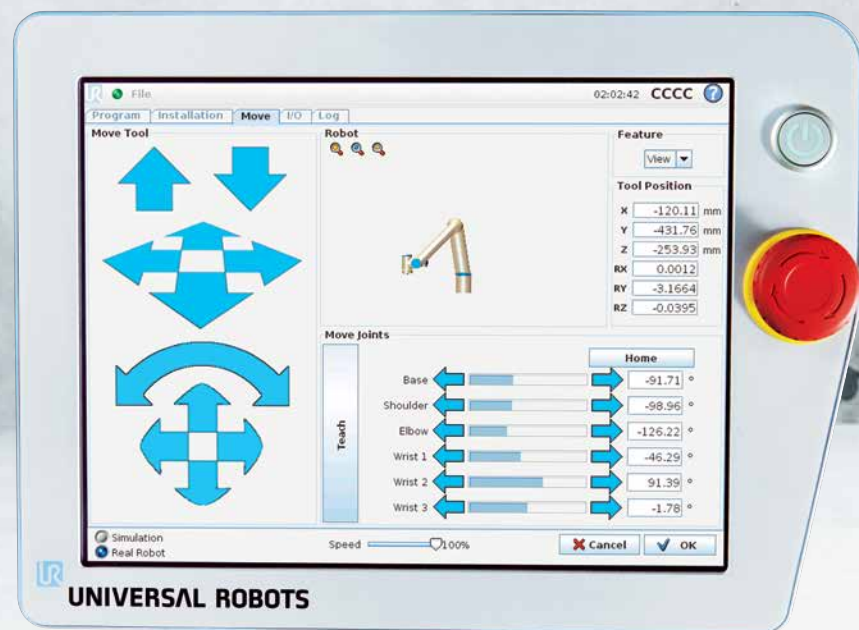 UR File 02:02:42 CCCC ?
Program Installation Move I/O Log
Move Tool
Robot
Feature
View
Tool Position
X -120.11 mm
Y -431.76 mm
Z -253.93 mm
RX 0.0012
RY -3.1664
RZ -0.0395
Move Joints
Teach
Home
Base -91.71 °
Shoulder -98.96 °
Elbow -126.22 °
Wrist 1 -46.29 °
Wrist 2 91.39 °
Wrist 3 -1.78 °
Simulation
Real Robot
Speed 100%
Cancel OK
UR
UNIVERSAL ROBOTS